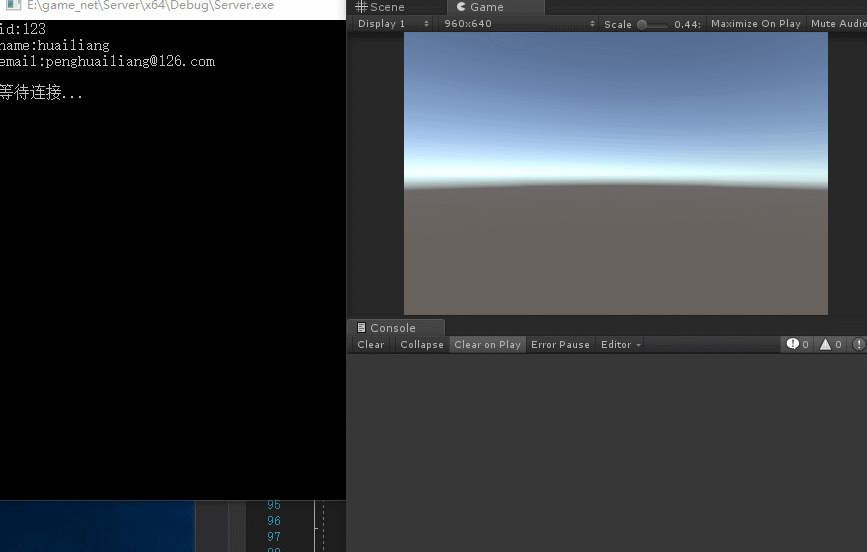 E:\game_net\Server\x64\Debug\Server.exe
id:123
name:huailiang
email:penghuailiang@126.com
等待连接...
Scene Game
Display 1 960x640 Scale 0.44: Maximize On Play Mute Audio
Console
Clear Collapse Clear on Play Error Pause Editor 0 0
95
96
97